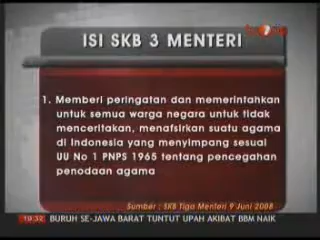 ISI SKB 3 MENTERI
1. Memberi peringatan dan memerintahkan
untuk semua warga negara untuk tidak
menceritakan, menafsirkan suatu agama
di Indonesia yang menyimpang sesuai
UU No 1 PNPS 1965 tentang pencegahan
penodaan agama
Sumber : SKB Tiga Menteri 9 Juni 2008
19:32 BURUH SE-JAWA BARAT TUNTUT UPAH AKIBAT BBM NAIK